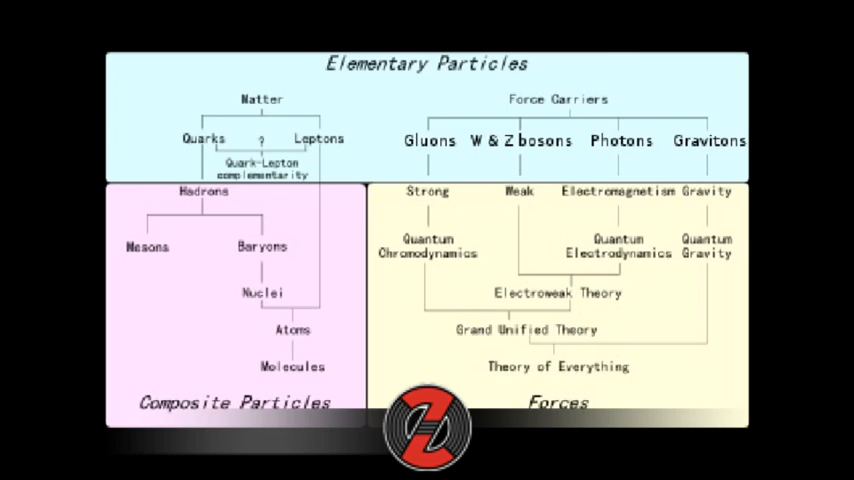 Elementary Particles
Matter
Force Carriers
Quarks ? Leptons
Gluons W & Z bosons Photons Gravitons
Quark-Lepton
complementarity
Hadrons
Strong Weak Electromagnetism Gravity
Mesons Baryons
Quantum
Chromodynamics
Quantum
Electrodynamics
Quantum
Gravity
Nuclei
Electroweak Theory
Atoms
Grand Unified Theory
Molecules
Theory of Everything
Composite Particles
Forces
Z